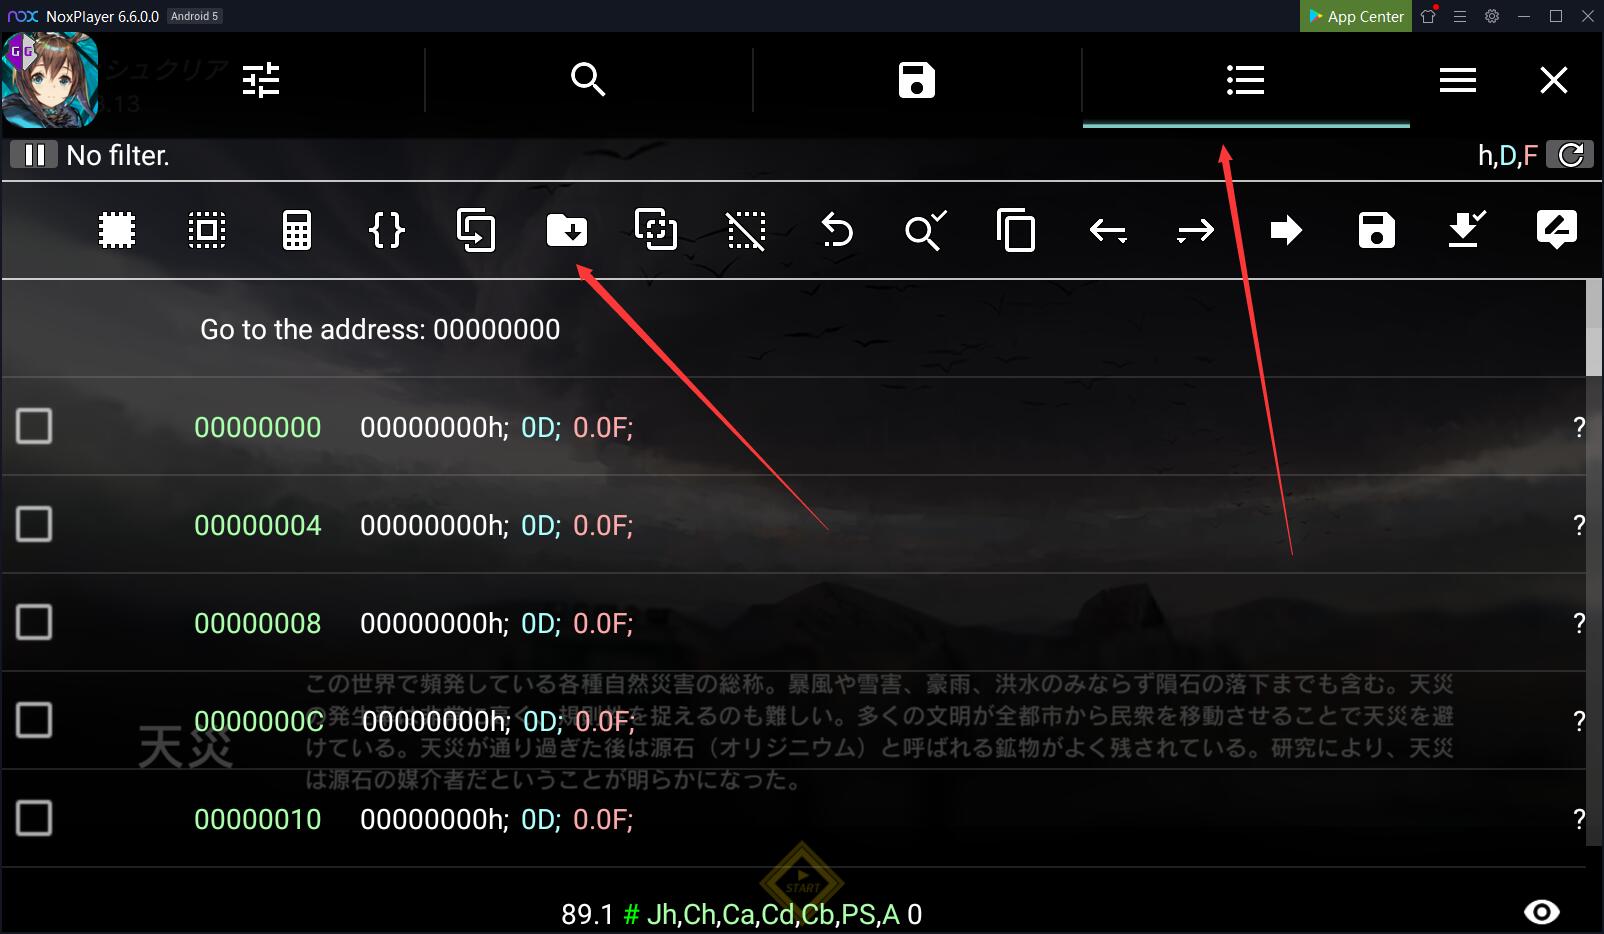 nox NoxPlayer 6.6.0.0 Android 5 App Center
GG
シュクリア
3.13
No filter. h,D,F
Go to the address: 00000000
00000000 00000000h; 0D; 0.0F; ?
00000004 00000000h; 0D; 0.0F; ?
00000008 00000000h; 0D; 0.0F; ?
0000000C 00000000h; 0D; 0.0F; ?
00000010 00000000h; 0D; 0.0F; ?
天災
この世界で頻発している各種自然災害の総称。暴風や雪害、豪雨、洪水のみならず隕石の落下までも含む。天災
の発生率は非常に高く、規則性を捉えるのも難しい。多くの文明が全都市から民衆を移動させることで天災を避
けている。天災が通り過ぎた後は源石（オリジニウム）と呼ばれる鉱物がよく残されている。研究により、天災
は源石の媒介者だということが明らかになった。
START
89.1 # Jh,Ch,Ca,Cd,Cb,PS,A 0